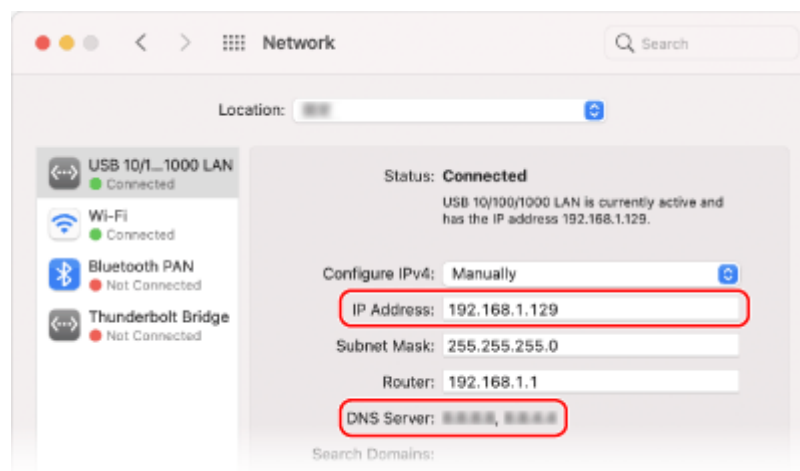 Network
Search
Location:
USB 10/1...1000 LAN
Connected
Wi-Fi
Connected
Bluetooth PAN
Not Connected
Thunderbolt Bridge
Not Connected
Status: Connected
USB 10/100/1000 LAN is currently active and
has the IP address 192.168.1.129.
Configure IPv4: Manually
IP Address: 192.168.1.129
Subnet Mask: 255.255.255.0
Router: 192.168.1.1
DNS Server:
Search Domains: